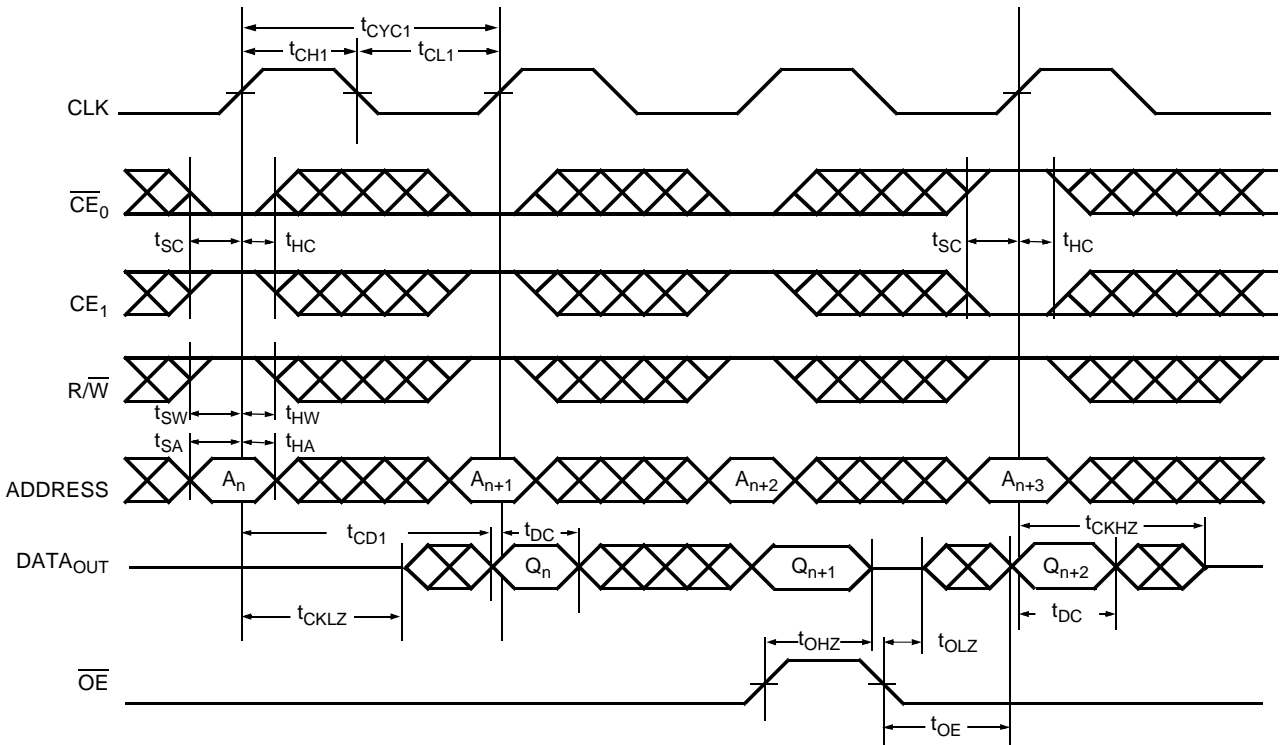 tCYC1
tCH1 tCL1
CLK
CE0
tSC tHC tSC tHC
CE1
R/W
tSW tHW
tSA tHA
ADDRESS An An+1 An+2 An+3
tCD1 tDC tCKHZ
DATAOUT Qn Qn+1 Qn+2
tCKLZ tDC
tOHZ tOLZ
OE
tOE